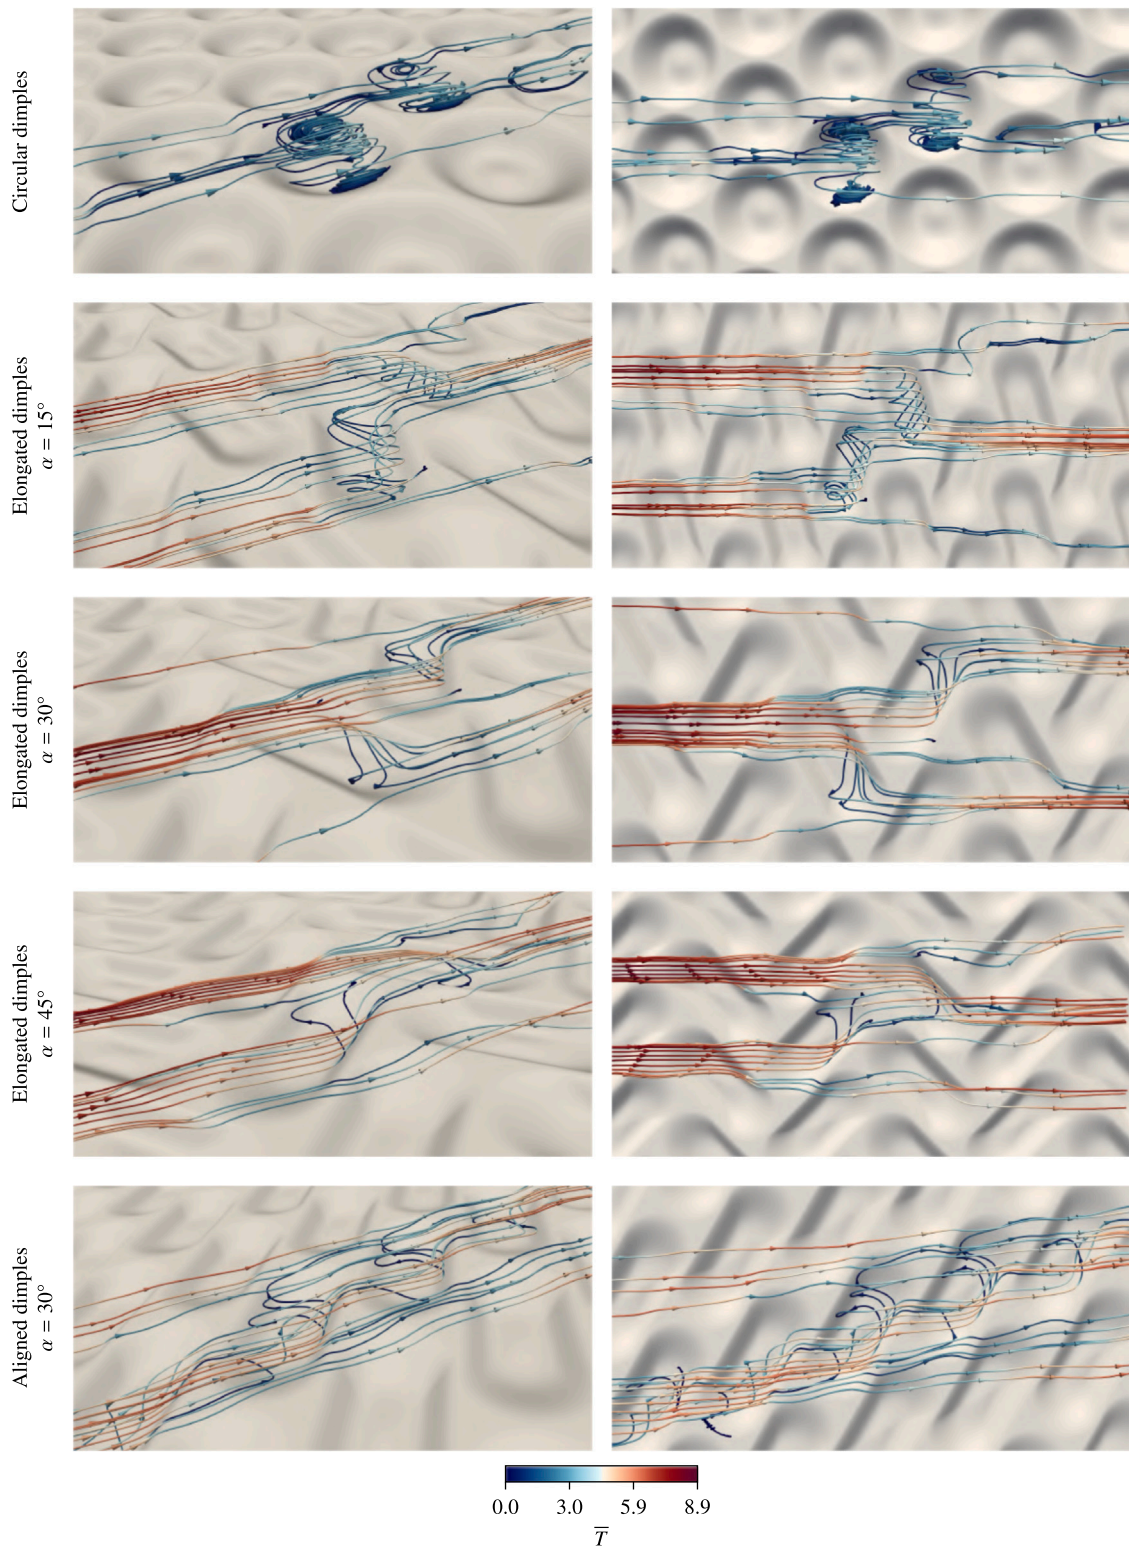 Circular dimples
Elongated dimples
α = 15°
Elongated dimples
α = 30°
Elongated dimples
α = 45°
Aligned dimples
α = 30°
0.0 3.0 5.9 8.9
T̅